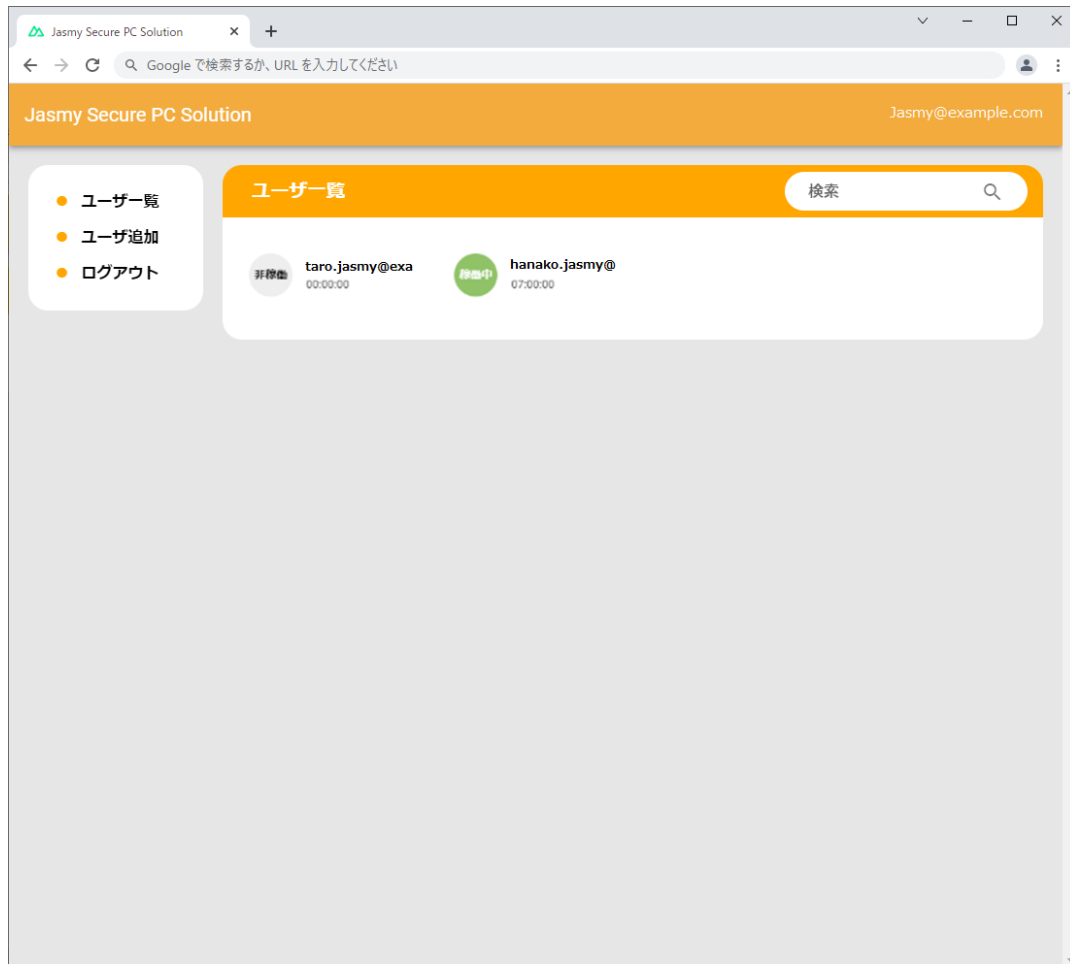 Jasmy Secure PC Solution
Google で検索するか、URL を入力してください
Jasmy Secure PC Solution
Jasmy@example.com
ユーザ一覧
ユーザ追加
ログアウト
ユーザ一覧
検索
非稼働
taro.jasmy@exa
00:00:00
稼働中
hanako.jasmy@
07:00:00